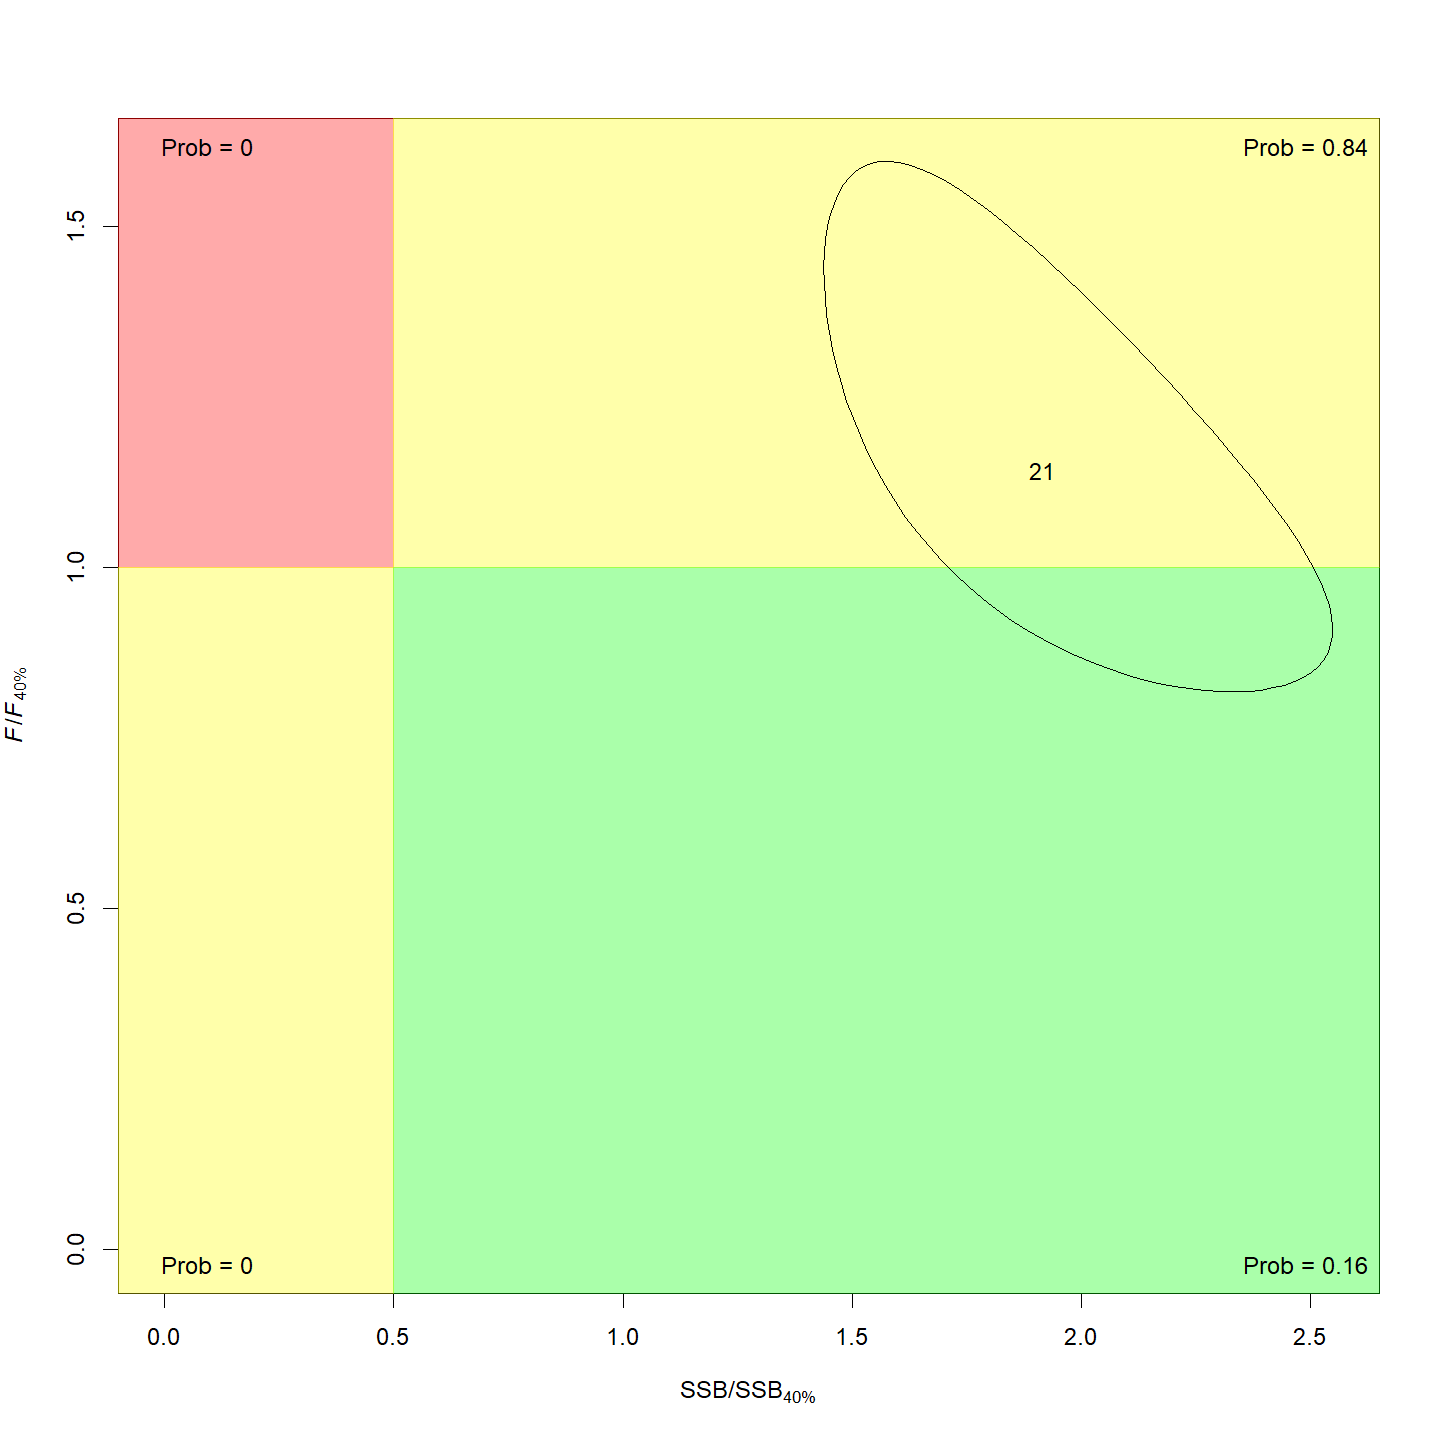 Prob = 0
Prob = 0.84
1.5
21
1.0
F/F40%
0.5
0.0
Prob = 0
Prob = 0.16
0.0 0.5 1.0 1.5 2.0 2.5
SSB/SSB40%